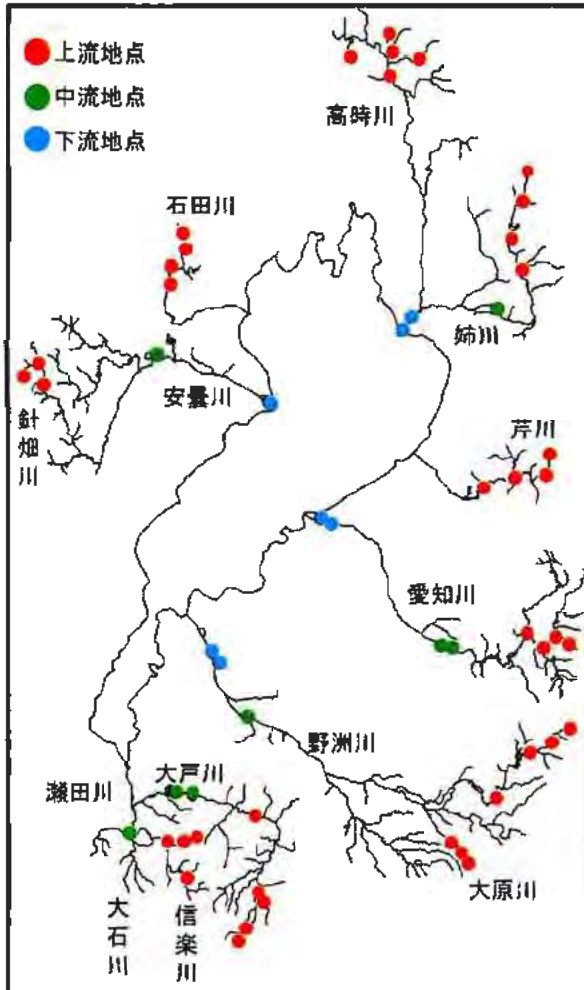 上流地点
中流地点
下流地点
高時川
石田川
姉川
安曇川
針畑川
芹川
愛知川
野洲川
瀬田川
大戸川
大原川
大石川
信楽川